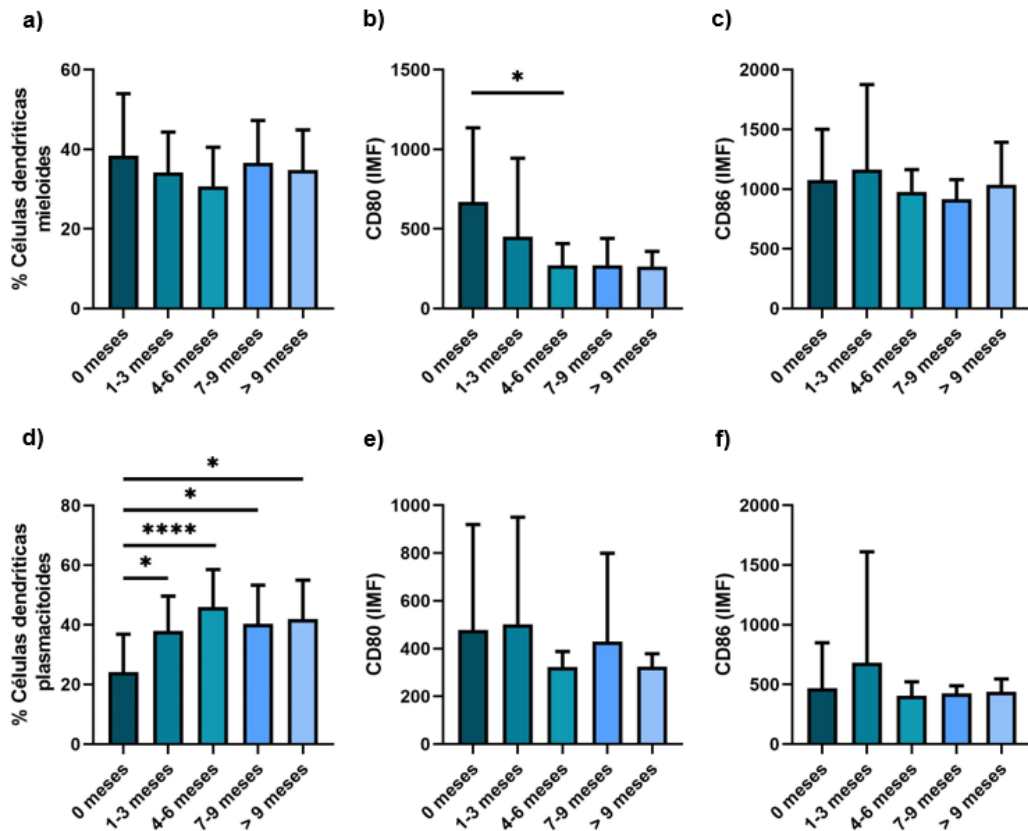 a)
% Células dendríticas
mieloides
60
40
20
0
0 meses
1-3 meses
4-6 meses
7-9 meses
> 9 meses
b)
CD80 (IMF)
1500
1000
500
0
*
0 meses
1-3 meses
4-6 meses
7-9 meses
> 9 meses
c)
CD86 (IMF)
2000
1500
1000
500
0
0 meses
1-3 meses
4-6 meses
7-9 meses
> 9 meses
d)
% Células dendríticas
plasmacitoides
80
60
40
20
0
*
*
****
*
0 meses
1-3 meses
4-6 meses
7-9 meses
> 9 meses
e)
CD80 (IMF)
1000
800
600
400
200
0
0 meses
1-3 meses
4-6 meses
7-9 meses
> 9 meses
f)
CD86 (IMF)
2000
1500
1000
500
0
0 meses
1-3 meses
4-6 meses
7-9 meses
> 9 meses